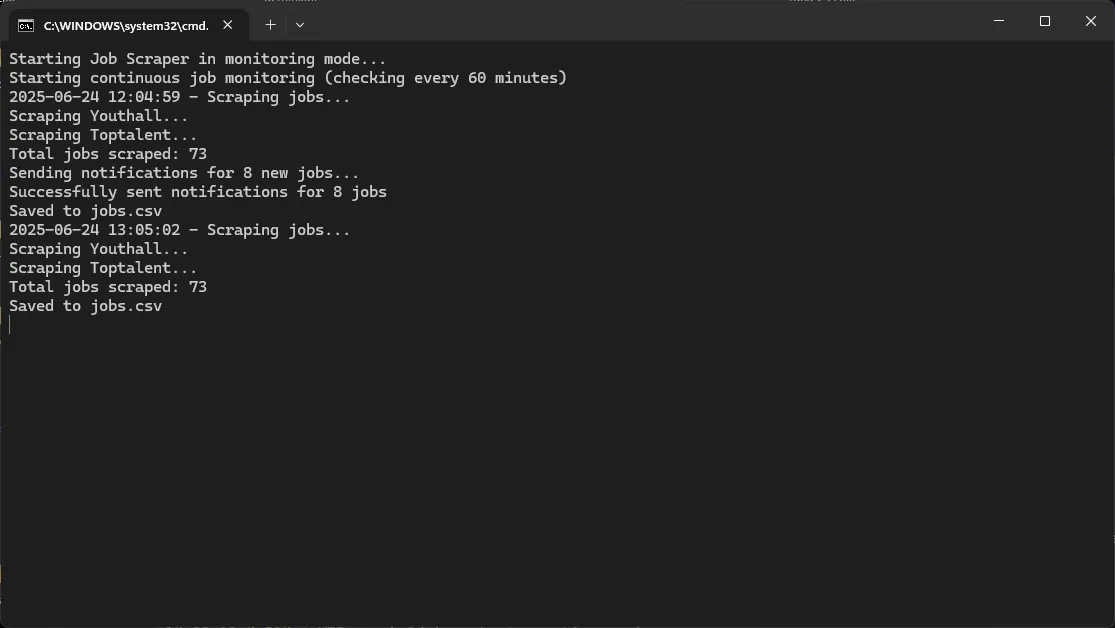 C:\WINDOWS\system32\cmd.
Starting Job Scraper in monitoring mode...
Starting continuous job monitoring (checking every 60 minutes)
2025-06-24 12:04:59 - Scraping jobs...
Scraping Youthall...
Scraping Toptalent...
Total jobs scraped: 73
Sending notifications for 8 new jobs...
Successfully sent notifications for 8 jobs
Saved to jobs.csv
2025-06-24 13:05:02 - Scraping jobs...
Scraping Youthall...
Scraping Toptalent...
Total jobs scraped: 73
Saved to jobs.csv